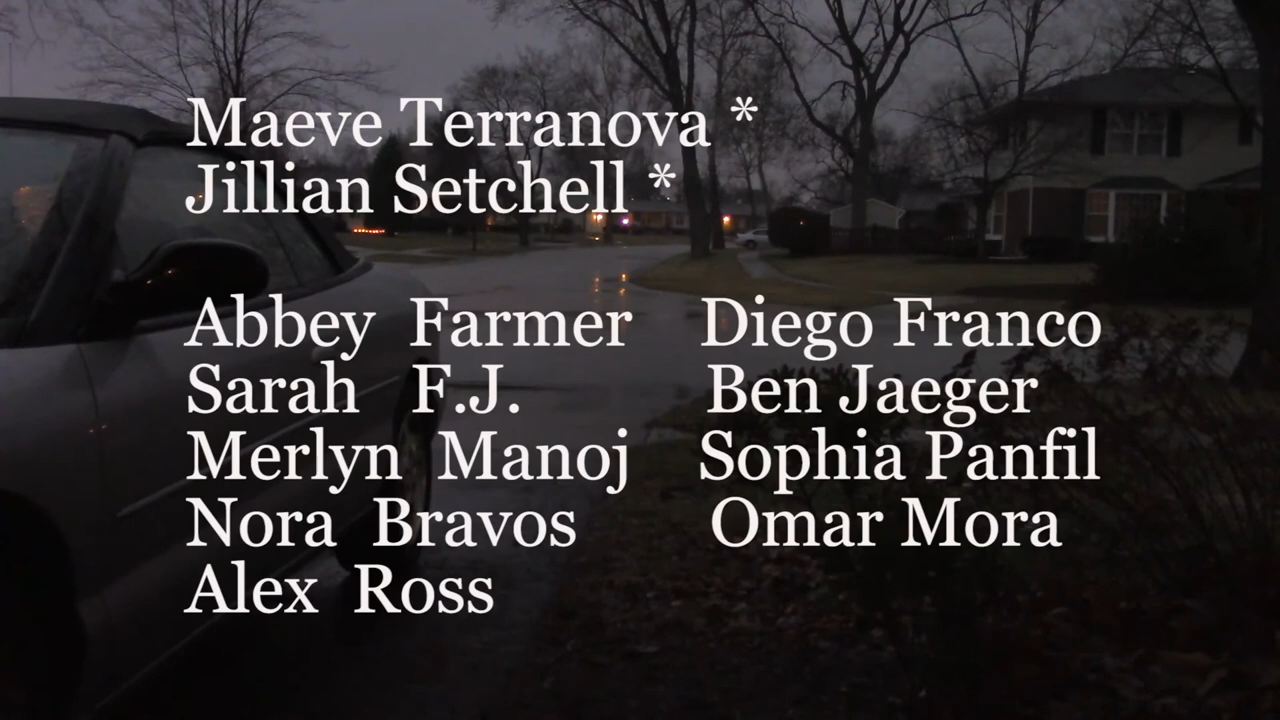 Maeve Terranova *
Jillian Setchell *
Abbey Farmer Diego Franco
Sarah F.J. Ben Jaeger
Merlyn Manoj Sophia Panfil
Nora Bravos Omar Mora
Alex Ross